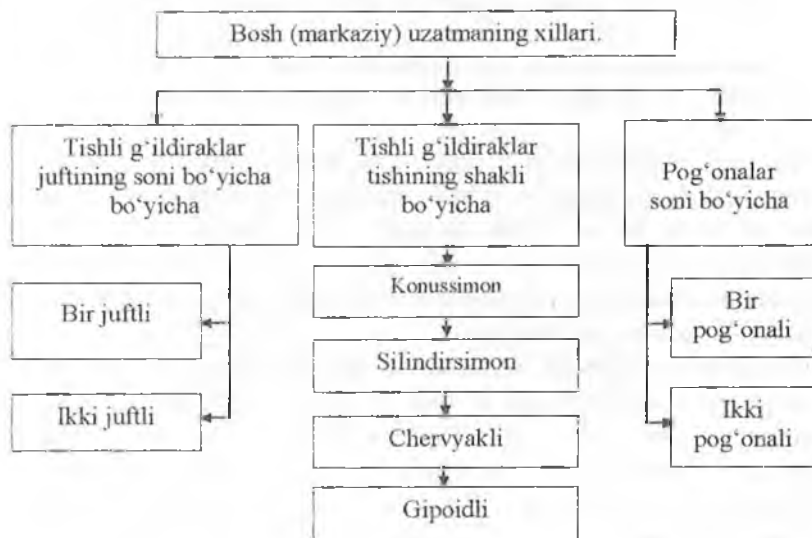 Bosh (markaziy) uzatmaning xillari.
Tishli g‘ildiraklar
juftining soni bo‘yicha
bo‘yicha
Tishli g‘ildiraklar
tishining shakli
bo‘yicha
Pog‘onalar
soni bo‘yicha
Bir juftli
Ikki juftli
Konussimon
Silindirsimon
Chervyakli
Gipoidli
Bir
pog‘onali
Ikki
pog‘onali